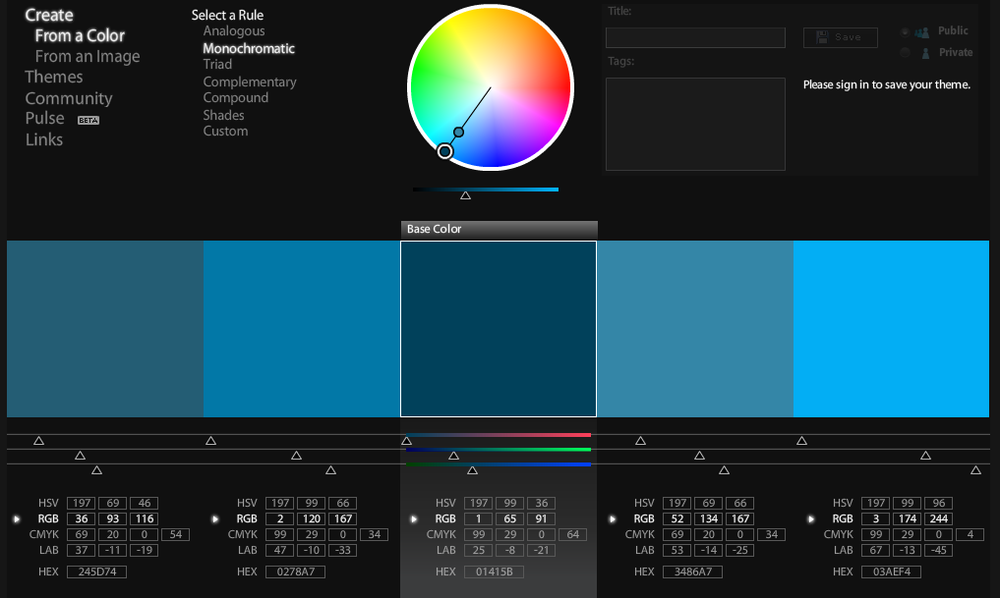 Create
From a Color
From an Image
Themes
Community
Pulse BETA
Links
Select a Rule
Analogous
Monochromatic
Triad
Complementary
Compound
Shades
Custom
Title:
Save
Public
Private
Tags:
Please sign in to save your theme.
Base Color
HSV 197 69 46
RGB 36 93 116
CMYK 69 20 0 54
LAB 37 -11 -19
HEX 245D74
HSV 197 99 66
RGB 2 120 167
CMYK 99 29 0 34
LAB 47 -10 -33
HEX 0278A7
HSV 197 99 36
RGB 1 65 91
CMYK 99 29 0 64
LAB 25 -8 -21
HEX 01415B
HSV 197 69 66
RGB 52 134 167
CMYK 69 20 0 34
LAB 53 -14 -25
HEX 3486A7
HSV 197 99 96
RGB 3 174 244
CMYK 99 29 0 4
LAB 67 -13 -45
HEX 03AEF4